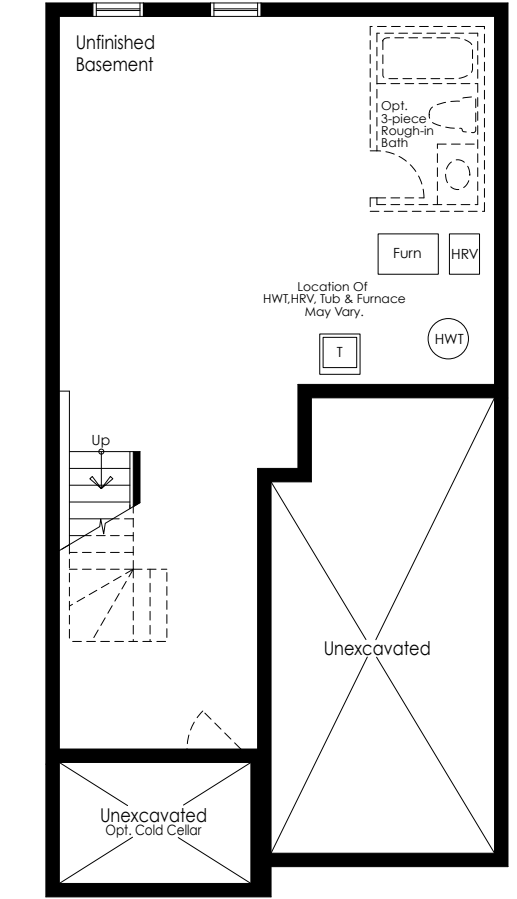 Unfinished
Basement
Opt.
3-piece
Rough-in
Bath
Furn
HRV
Location Of
HWT,HRV, Tub & Furnace
May Vary.
T
HWT
Up
Unexcavated
Unexcavated
Opt. Cold Cellar